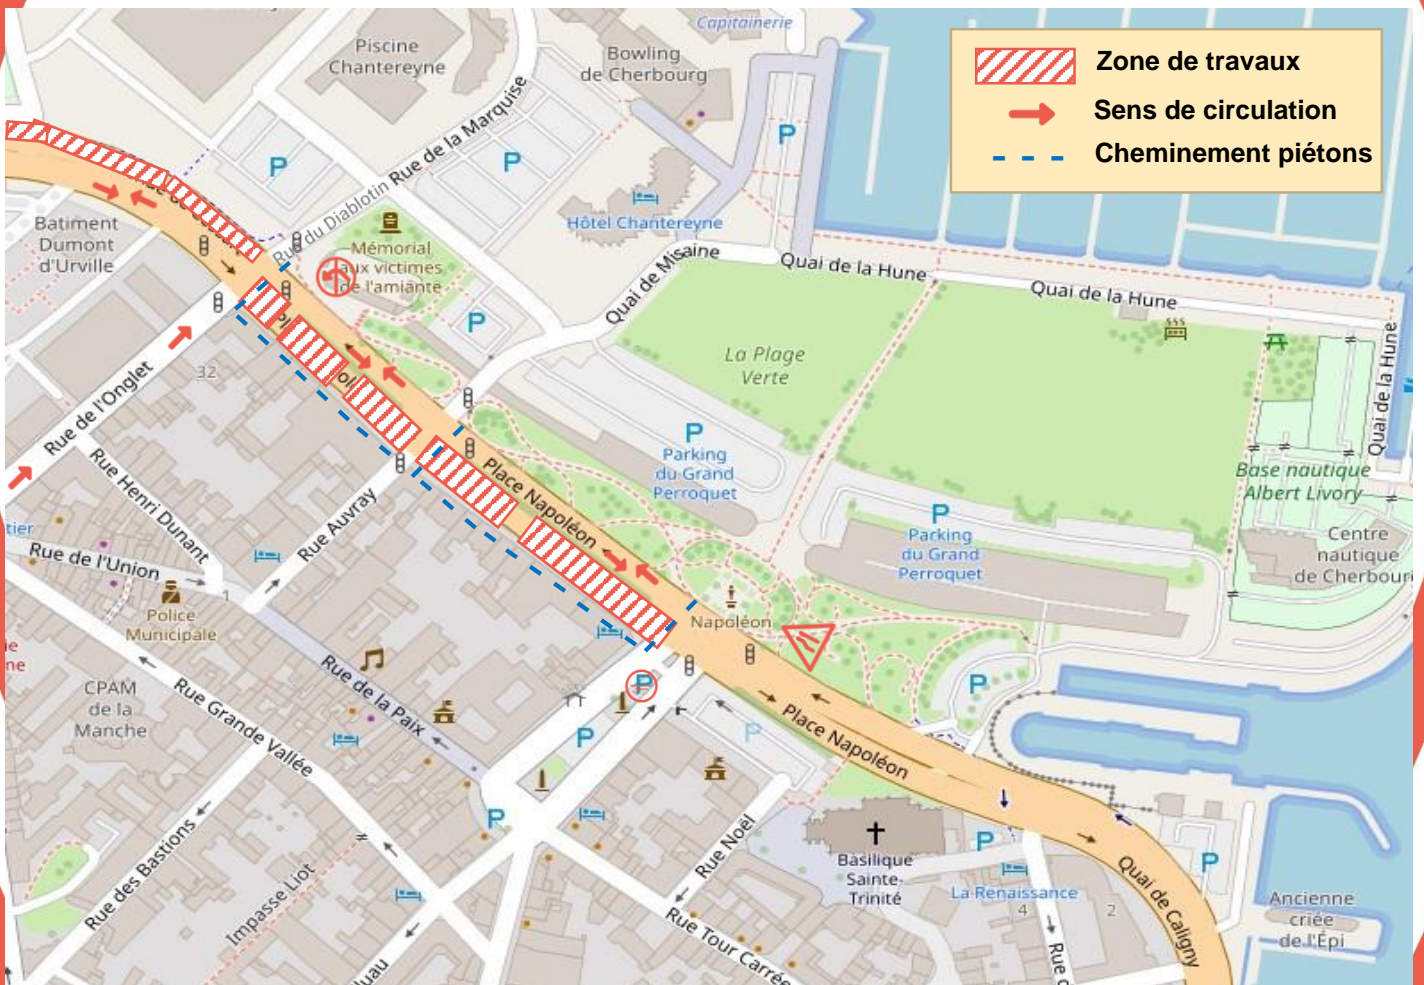 Capitainerie
Piscine
Chantereyne
Bowling
de Cherbourg
Zone de travaux
Sens de circulation
Cheminement piétons
P
P
P
Rue de la Marquise
Rue du Diablotin
Hôtel Chantereyne
Batiment
Dumont
d'Urville
Mémorial
aux victimes
de l'amiante
Quai de Misaine
Quai de la Hune
Quai de la Hune
Quai de la Hune
P
La Plage
Verte
32
Rue de l'Onglet
Rue Henri Dunant
Rue Auvray
P
Parking
du Grand
Perroquet
Place Napoléon
Base nautique
Albert Livory
P
Parking
du Grand
Perroquet
Centre
nautique
de Cherbour
tier
Rue de l'Union
1
Police
Municipale
Napoléon
ne
CPAM
de la
Manche
Rue de la Paix
Rue Grande Vallée
P
P
P
P
P
Place Napoléon
Rue des Bastions
Impasse Liot
Rue Noël
Rue Tour Carrée
Basilique
Sainte-
Trinité
P
La Renaissance
4
2
Quai de Caligny
P
Ancienne
criée
de l'Épi